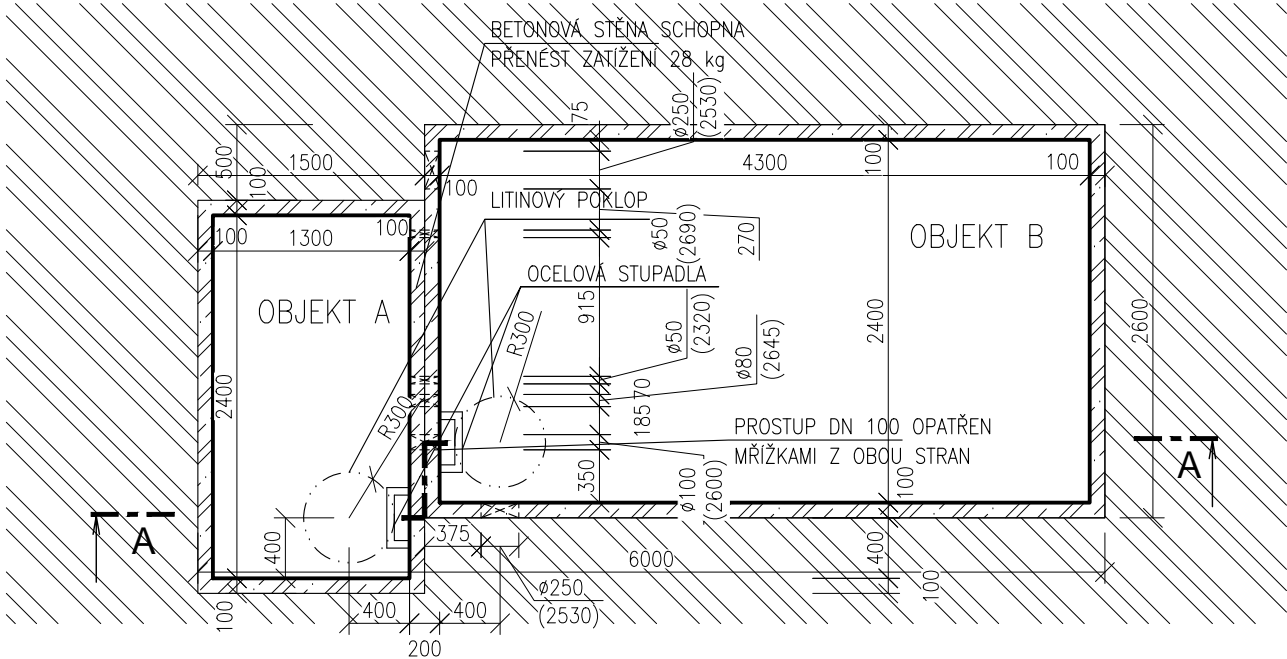 BETONOVÁ STĚNA SCHOPNA
PŘENÉST ZATÍŽENÍ 28 kg
75
ø250
(2530)
500
1500
100
100
4300
100
100
100
LITINOVÝ POKLOP
100
1300
100
ø50
(2690)
270
OBJEKT B
OCELOVÁ STUPADLA
OBJEKT A
915
R300
ø50
(2320)
ø80
(2645)
2400
2600
2400
R300
70
185
PROSTUP DN 100 OPATŘEN
MŘÍŽKAMI Z OBOU STRAN
A
350
ø100
(2600)
100
A
375
400
6000
400
ø250
(2530)
100
100
400
400
200